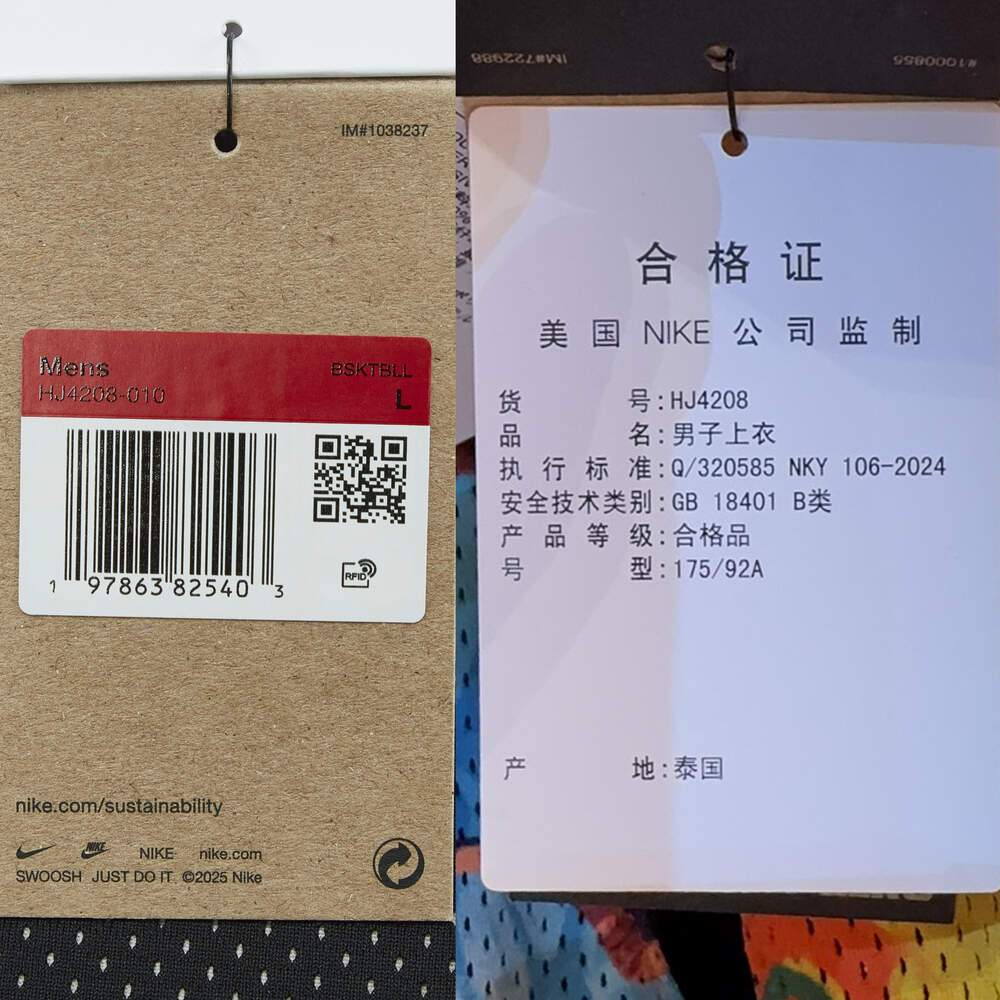 IM#1038237
Mens
BSKTBLL
HJ4208-010
L
RFID
1 97863 82540 3
nike.com/sustainability
NIKE
NIKE
nike.com
SWOOSH JUST DO IT ©2025 Nike
IM#722988
#1000855
合格证
美国NIKE公司监制
货号:HJ4208
品名:男子上衣
执行标准:Q/320585 NKY 106-2024
安全技术类别:GB 18401 B类
产品等级:合格品
号型:175/92A
产地:泰国